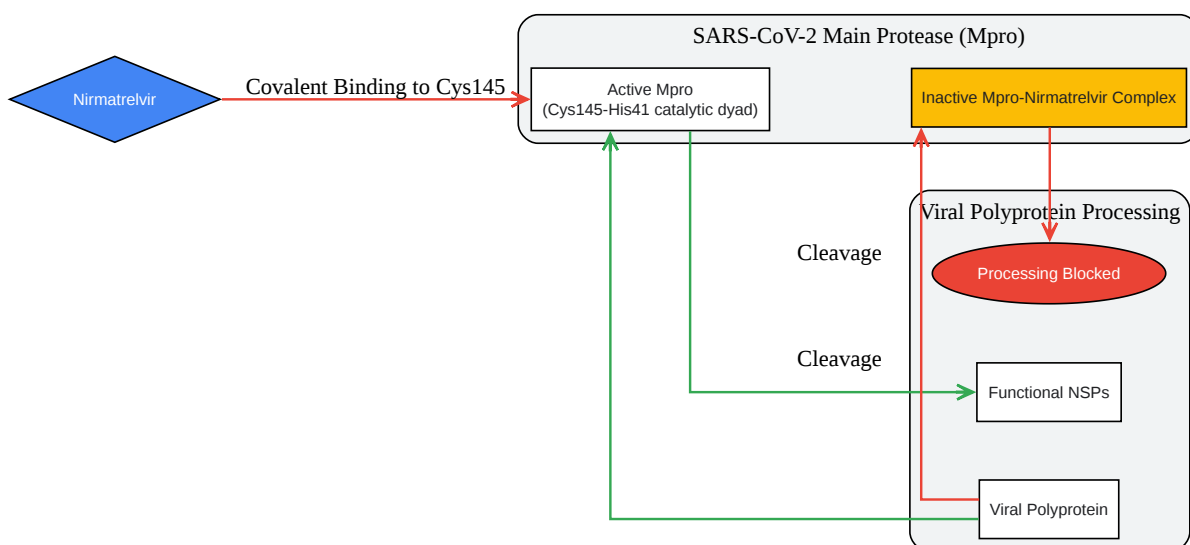 SARS-CoV-2 Main Protease (Mpro)
Nirmatrelvir
Covalent Binding to Cys145
Active Mpro
(Cys145-His41 catalytic dyad)
Inactive Mpro-Nirmatrelvir Complex
Viral Polyprotein Processing
Cleavage
Processing Blocked
Cleavage
Functional NSPs
Viral Polyprotein